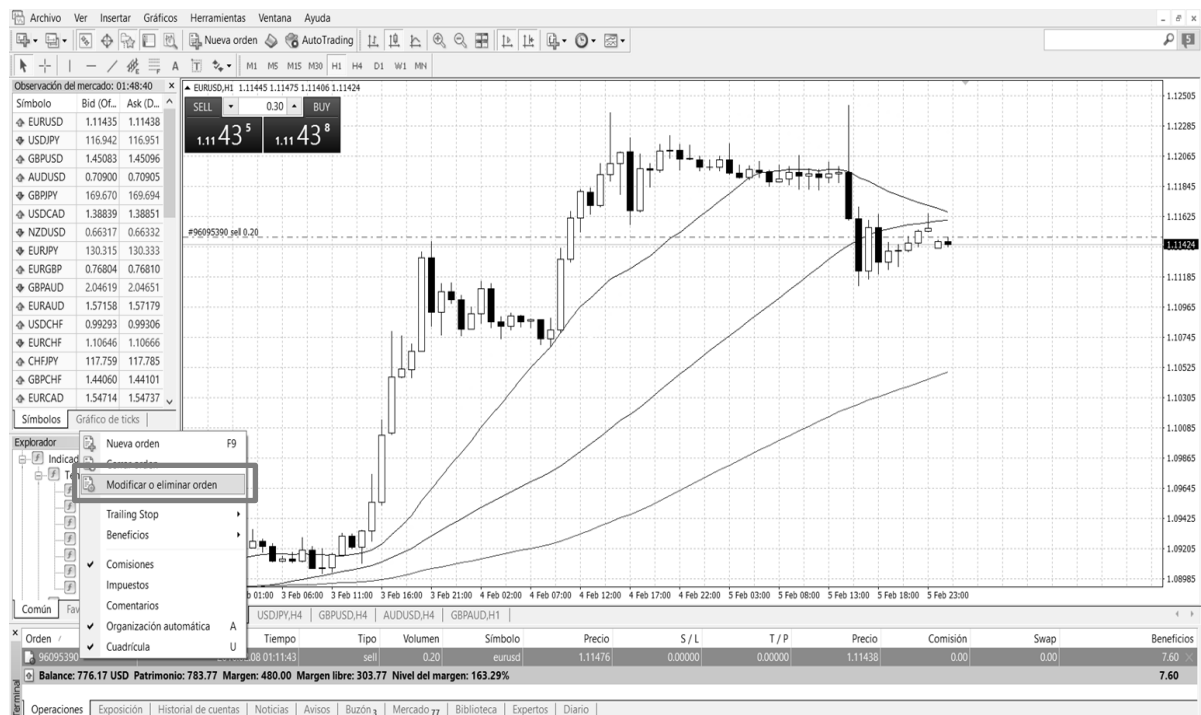 Archivo Ver Insertar Gráficos Herramientas Ventana Ayuda
Nueva orden AutoTrading 5
A T M1 M5 M15 M30 H1 H4 D1 W1 MN
Observación del mercado: 01:48:40 ×
Símbolo Bid (Of... Ask (D...
EURUSD 1.11435 1.11438
USDJPY 116.942 116.951
GBPUSD 1.45083 1.45096
AUDUSD 0.70900 0.70905
GBPJPY 169.670 169.694
USDCAD 1.38839 1.38851
NZDUSD 0.66317 0.66332
EURJPY 130.315 130.333
EURGBP 0.76804 0.76810
GBPAUD 2.04619 2.04651
EURAUD 1.57158 1.57179
USDCHF 0.99293 0.99306
EURCHF 1.10646 1.10666
CHFJPY 117.759 117.785
GBPCHF 1.44060 1.44101
EURCAD 1.54714 1.54737
Símbolos Gráfico de ticks
EURUSD,H1 1.11445 1.11475 1.11406 1.11424
SELL 0.30 BUY
1.11 43 5 1.11 43 8
#96095390 sell 0.20
1.12505
1.12285
1.12065
1.11845
1.11625
1.11424
1.11185
1.10965
1.10745
1.10525
1.10305
1.10085
1.09865
1.09645
1.09425
1.09205
1.08985
Explorador
Indicad
Ten
Común Fav
Nueva orden F9
Cerrar orden
Modificar o eliminar orden
Trailing Stop
Beneficios
Comisiones
Impuestos
Comentarios
Organización automática A
Cuadrícula U
01:00 3 Feb 06:00 3 Feb 11:00 3 Feb 16:00 3 Feb 21:00 4 Feb 02:00 4 Feb 07:00 4 Feb 12:00 4 Feb 17:00 4 Feb 22:00 5 Feb 03:00 5 Feb 08:00 5 Feb 13:00 5 Feb 18:00 5 Feb 23:00
USDJPY,H4 GBPUSD,H4 AUDUSD,H4 GBPAUD,H1
Orden / Tiempo Tipo Volumen Símbolo Precio S / L T / P Precio Comisión Swap Beneficios
96095390 01:11:43 sell 0.20 eurusd 1.11476 0.00000 0.00000 1.11438 0.00 0.00 7.60
Balance: 776.17 USD Patrimonio: 783.77 Margen: 480.00 Margen libre: 303.77 Nivel del margen: 163.29% 7.60
Terminal
Operaciones Exposición Historial de cuentas Noticias Avisos Buzón 3 Mercado 77 Biblioteca Expertos Diario